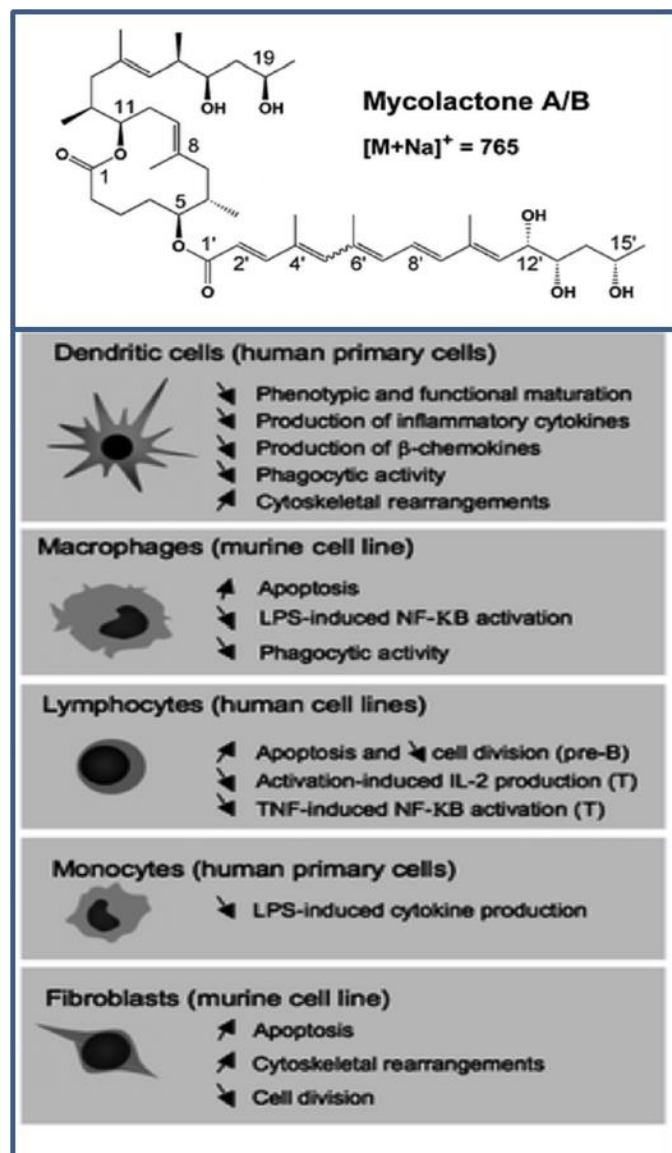 19
OH OH
11
8
O O
1
5
O 1'
O
2' 4' 6' 8'
OH
12' 15'
OH OH
Mycolactone A/B
[M+Na]⁺ = 765
Dendritic cells (human primary cells)
Phenotypic and functional maturation
Production of inflammatory cytokines
Production of β-chemokines
Phagocytic activity
Cytoskeletal rearrangements
Macrophages (murine cell line)
Apoptosis
LPS-induced NF-KB activation
Phagocytic activity
Lymphocytes (human cell lines)
Apoptosis and cell division (pre-B)
Activation-induced IL-2 production (T)
TNF-induced NF-KB activation (T)
Monocytes (human primary cells)
LPS-induced cytokine production
Fibroblasts (murine cell line)
Apoptosis
Cytoskeletal rearrangements
Cell division